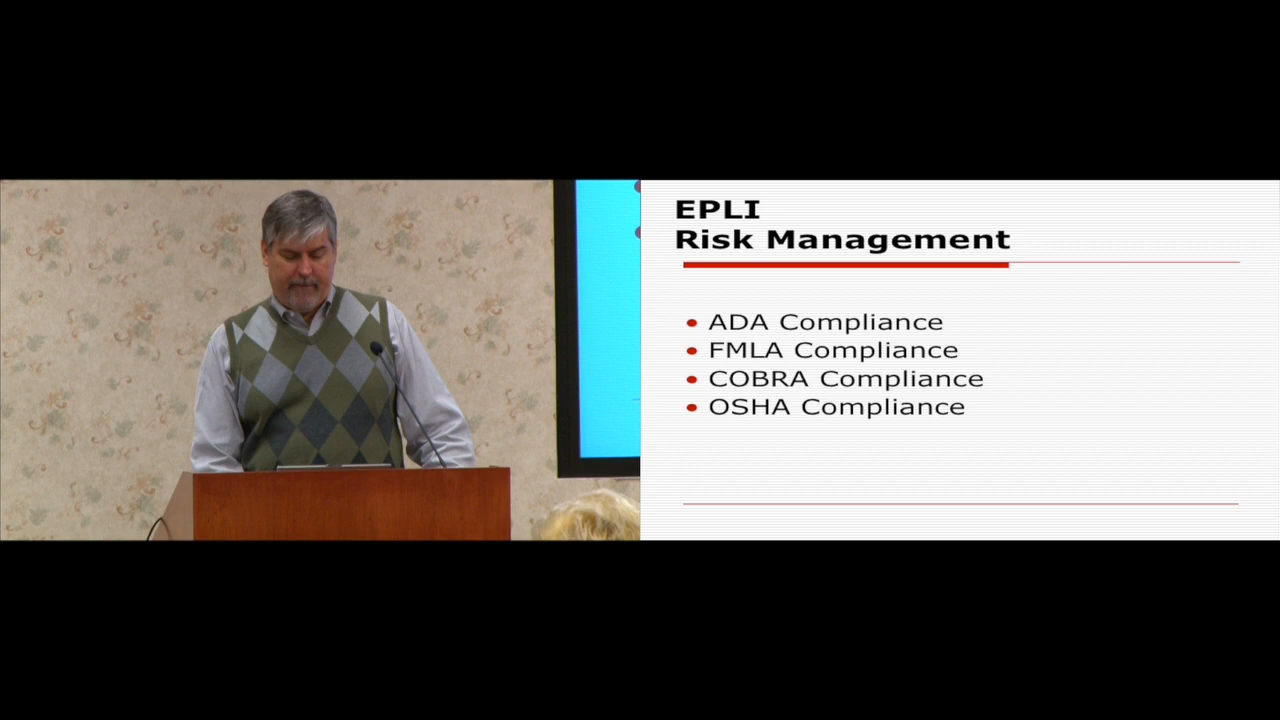 EPLI
Risk Management
ADA Compliance
FMLA Compliance
COBRA Compliance
OSHA Compliance